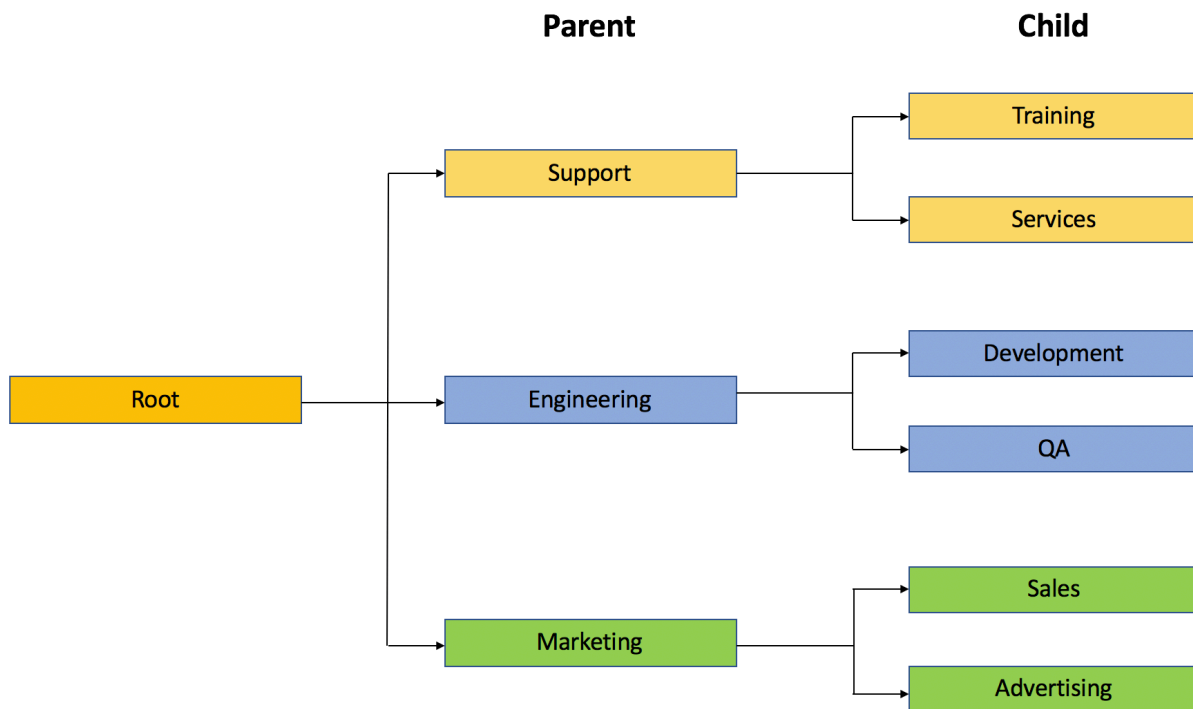 Parent
Child
Training
Support
Services
Development
Root
Engineering
QA
Sales
Marketing
Advertising